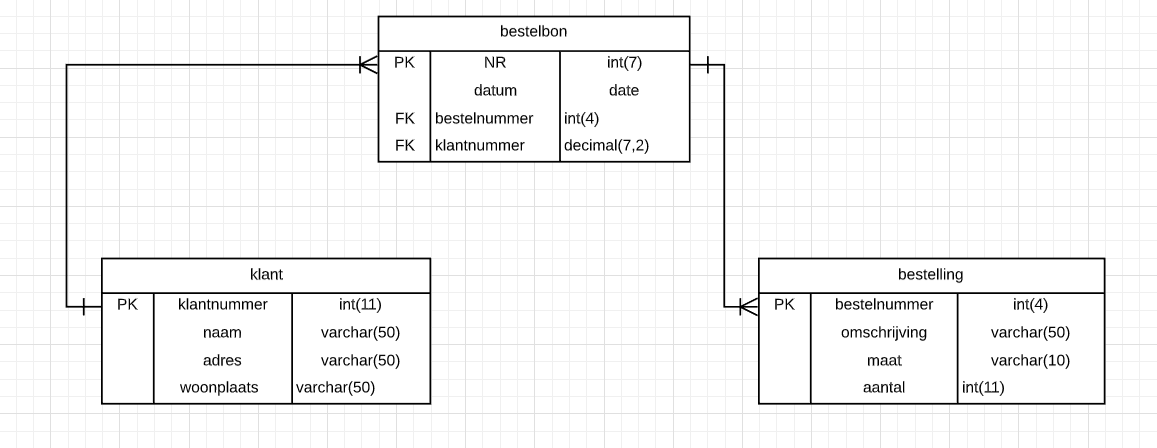 bestelbon
PK NR int(7)
datum date
FK bestelnummer int(4)
FK klantnummer decimal(7,2)
klant
PK klantnummer int(11)
naam varchar(50)
adres varchar(50)
woonplaats varchar(50)
bestelling
PK bestelnummer int(4)
omschrijving varchar(50)
maat varchar(10)
aantal int(11)